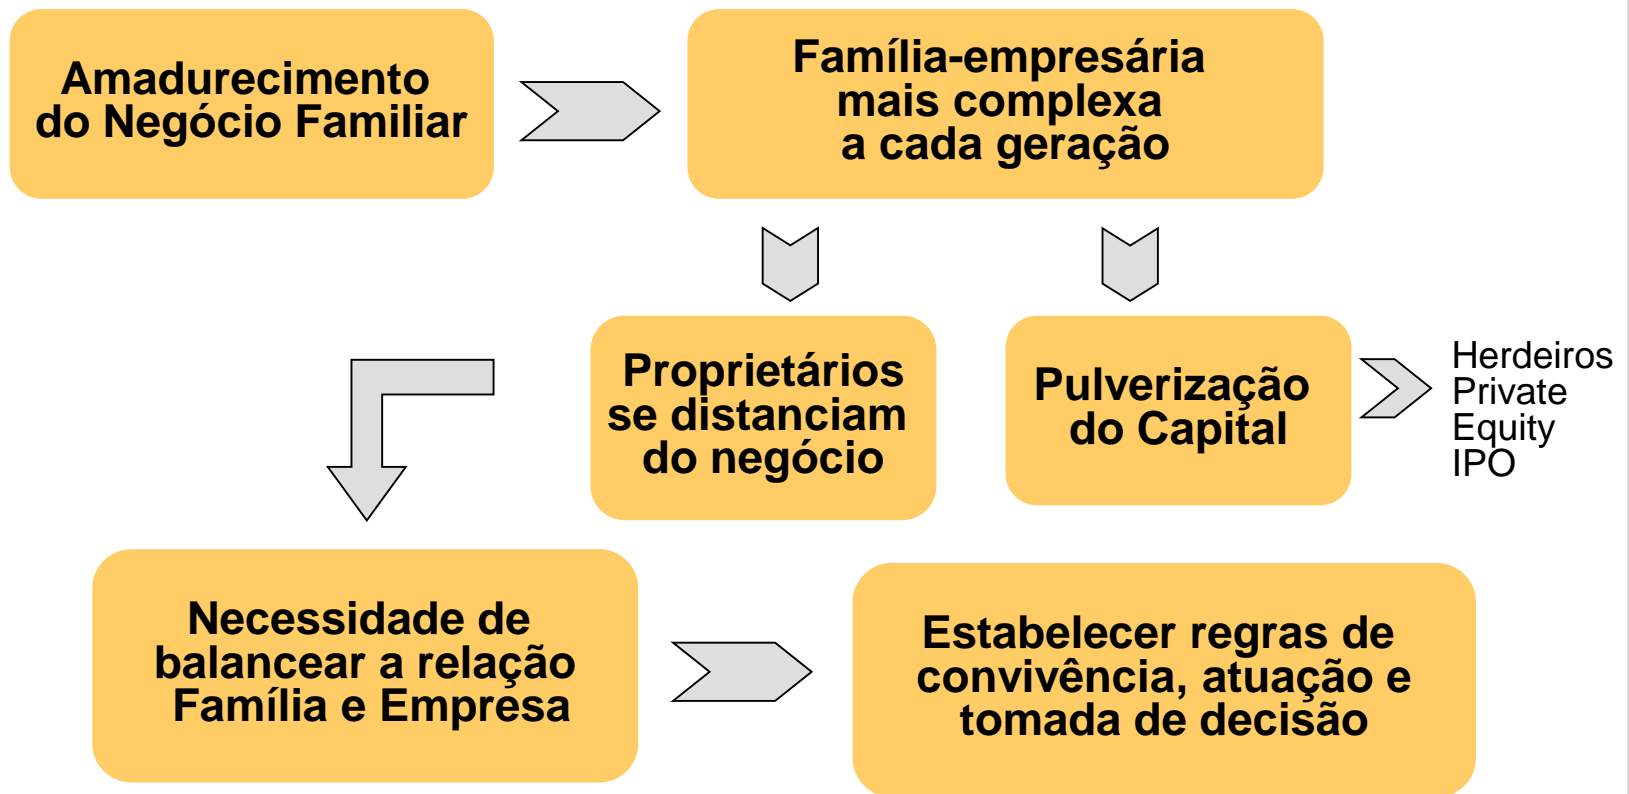 Amadurecimento
do Negócio Familiar
Família-empresária
mais complexa
a cada geração
Proprietários
se distanciam
do negócio
Pulverização
do Capital
Herdeiros
Private
Equity
IPO
Necessidade de
balancear a relação
Família e Empresa
Estabelecer regras de
convivência, atuação e
tomada de decisão